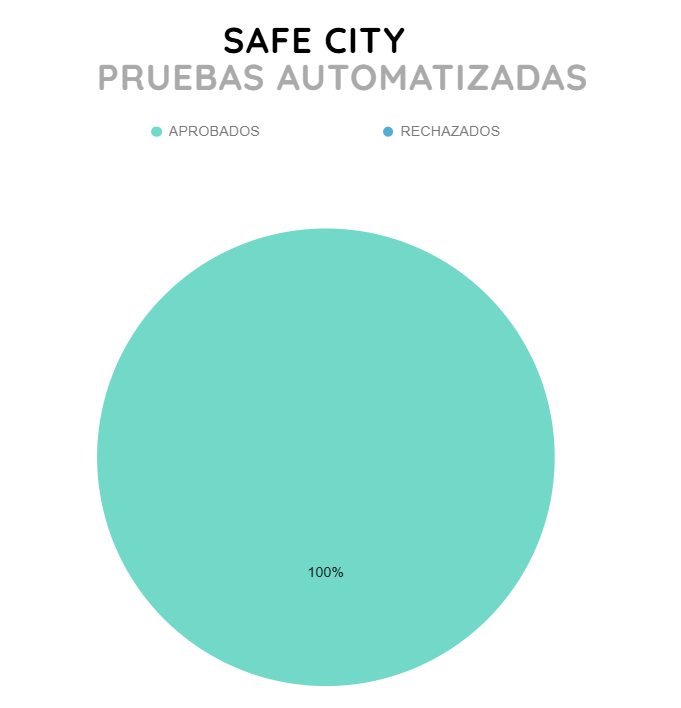 SAFE CITY
PRUEBAS AUTOMATIZADAS
APROBADOS RECHAZADOS
100%